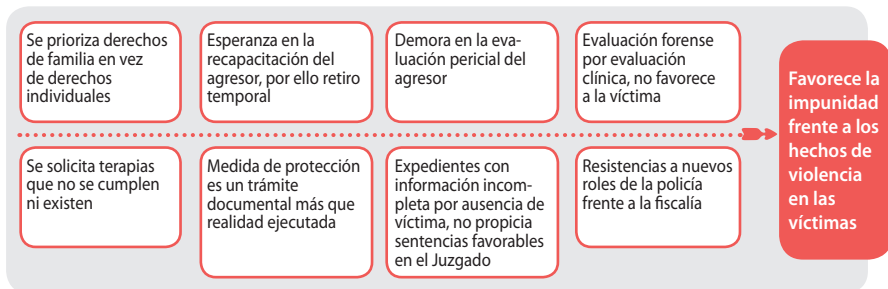 Se prioriza derechos
de familia en vez
de derechos
individuales
Esperanza en la
recapacitación del
agresor, por ello retiro
temporal
Demora en la eva-
luación pericial del
agresor
Evaluación forense
por evaluación
clínica, no favorece
a la víctima
Se solicita terapias
que no se cumplen
ni existen
Medida de protección
es un trámite
documental más que
realidad ejecutada
Expedientes con
información incom-
pleta por ausencia de
víctima, no propicia
sentencias favorables
en el Juzgado
Resistencias a nuevos
roles de la policía
frente a la fiscalía
Favorece la
impunidad
frente a los
hechos de
violencia
en las
víctimas